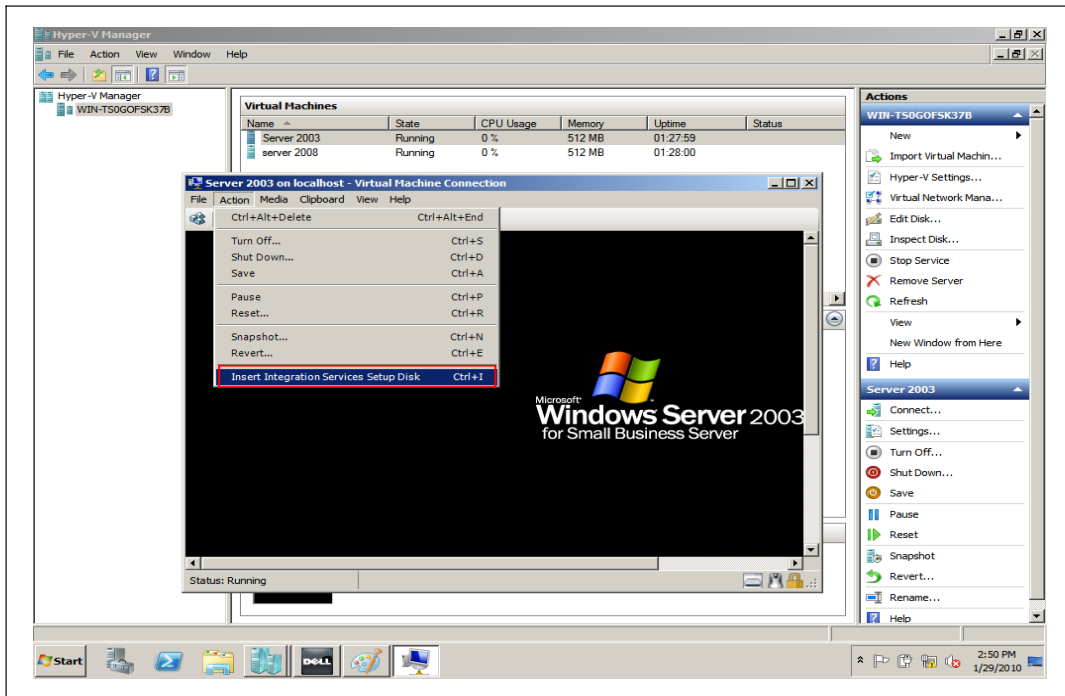 Hyper-V Manager
File Action View Window Help
Hyper-V Manager
WIN-TS0GOFSK37B
Virtual Machines
Name State CPU Usage Memory Uptime Status
Server 2003 Running 0 % 512 MB 01:27:59
server 2008 Running 0 % 512 MB 01:28:00
Server 2003 on localhost - Virtual Machine Connection
File Action Media Clipboard View Help
Ctrl+Alt+Delete Ctrl+Alt+End
Turn Off... Ctrl+S
Shut Down... Ctrl+D
Save Ctrl+A
Pause Ctrl+P
Reset... Ctrl+R
Snapshot... Ctrl+N
Revert... Ctrl+E
Insert Integration Services Setup Disk Ctrl+I
Microsoft
Windows Server 2003
for Small Business Server
Status: Running
Actions
WIN-TS0GOFSK37B
New
Import Virtual Machin...
Hyper-V Settings...
Virtual Network Mana...
Edit Disk...
Inspect Disk...
Stop Service
Remove Server
Refresh
View
New Window from Here
Help
Server 2003
Connect...
Settings...
Turn Off...
Shut Down...
Save
Pause
Reset
Snapshot
Revert...
Rename...
Help
Start
DELL
2:50 PM
1/29/2010